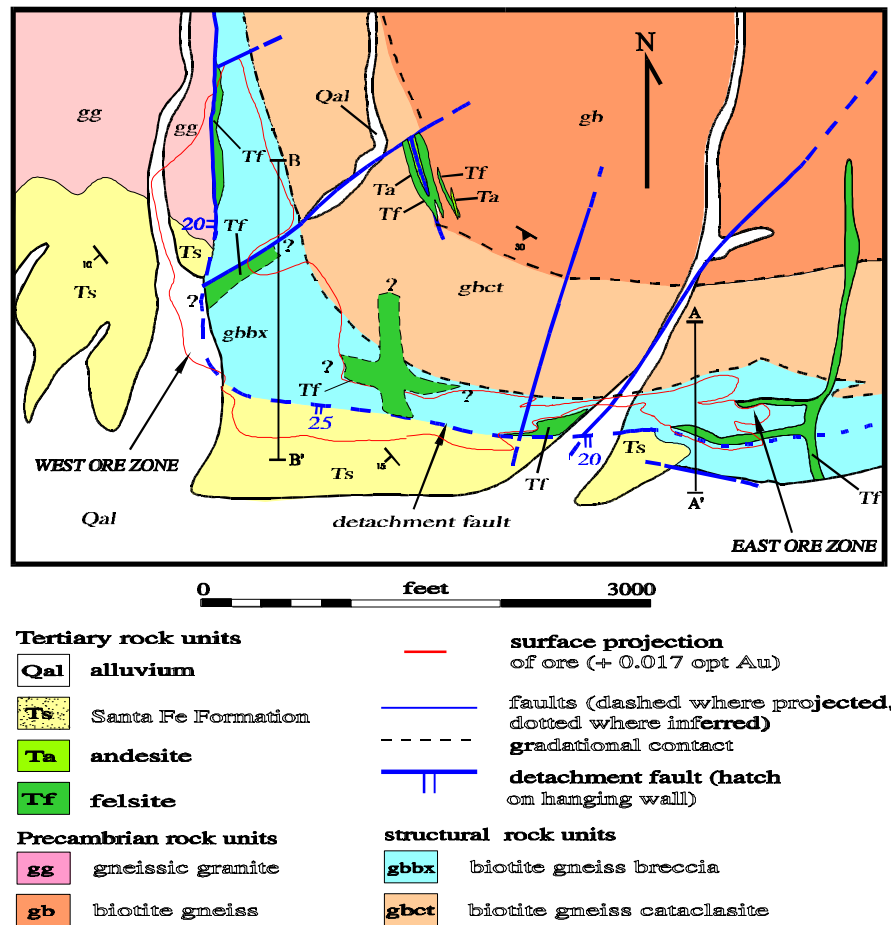 N
gg
gg
Qal
gb
Tf
B
Ta
Tf
Tf
Ta
20
Tf
?
30
10
Ts
Ts
?
gbbx
gbct
?
A
?
Tf
?
25
Tf
20
Ts
WEST ORE ZONE
B'
Ts
15
A'
Tf
Qal
detachment fault
EAST ORE ZONE
0 feet 3000
Tertiary rock units
Qal alluvium
Ts Santa Fe Formation
Ta andesite
Tf felsite
Precambrian rock units
gg gneissic granite
gb biotite gneiss
surface projection
of ore (+ 0.017 opt Au)
faults (dashed where projected,
dotted where inferred)
gradational contact
detachment fault (hatch
on hanging wall)
structural rock units
gbbx biotite gneiss breccia
gbct biotite gneiss cataclasite